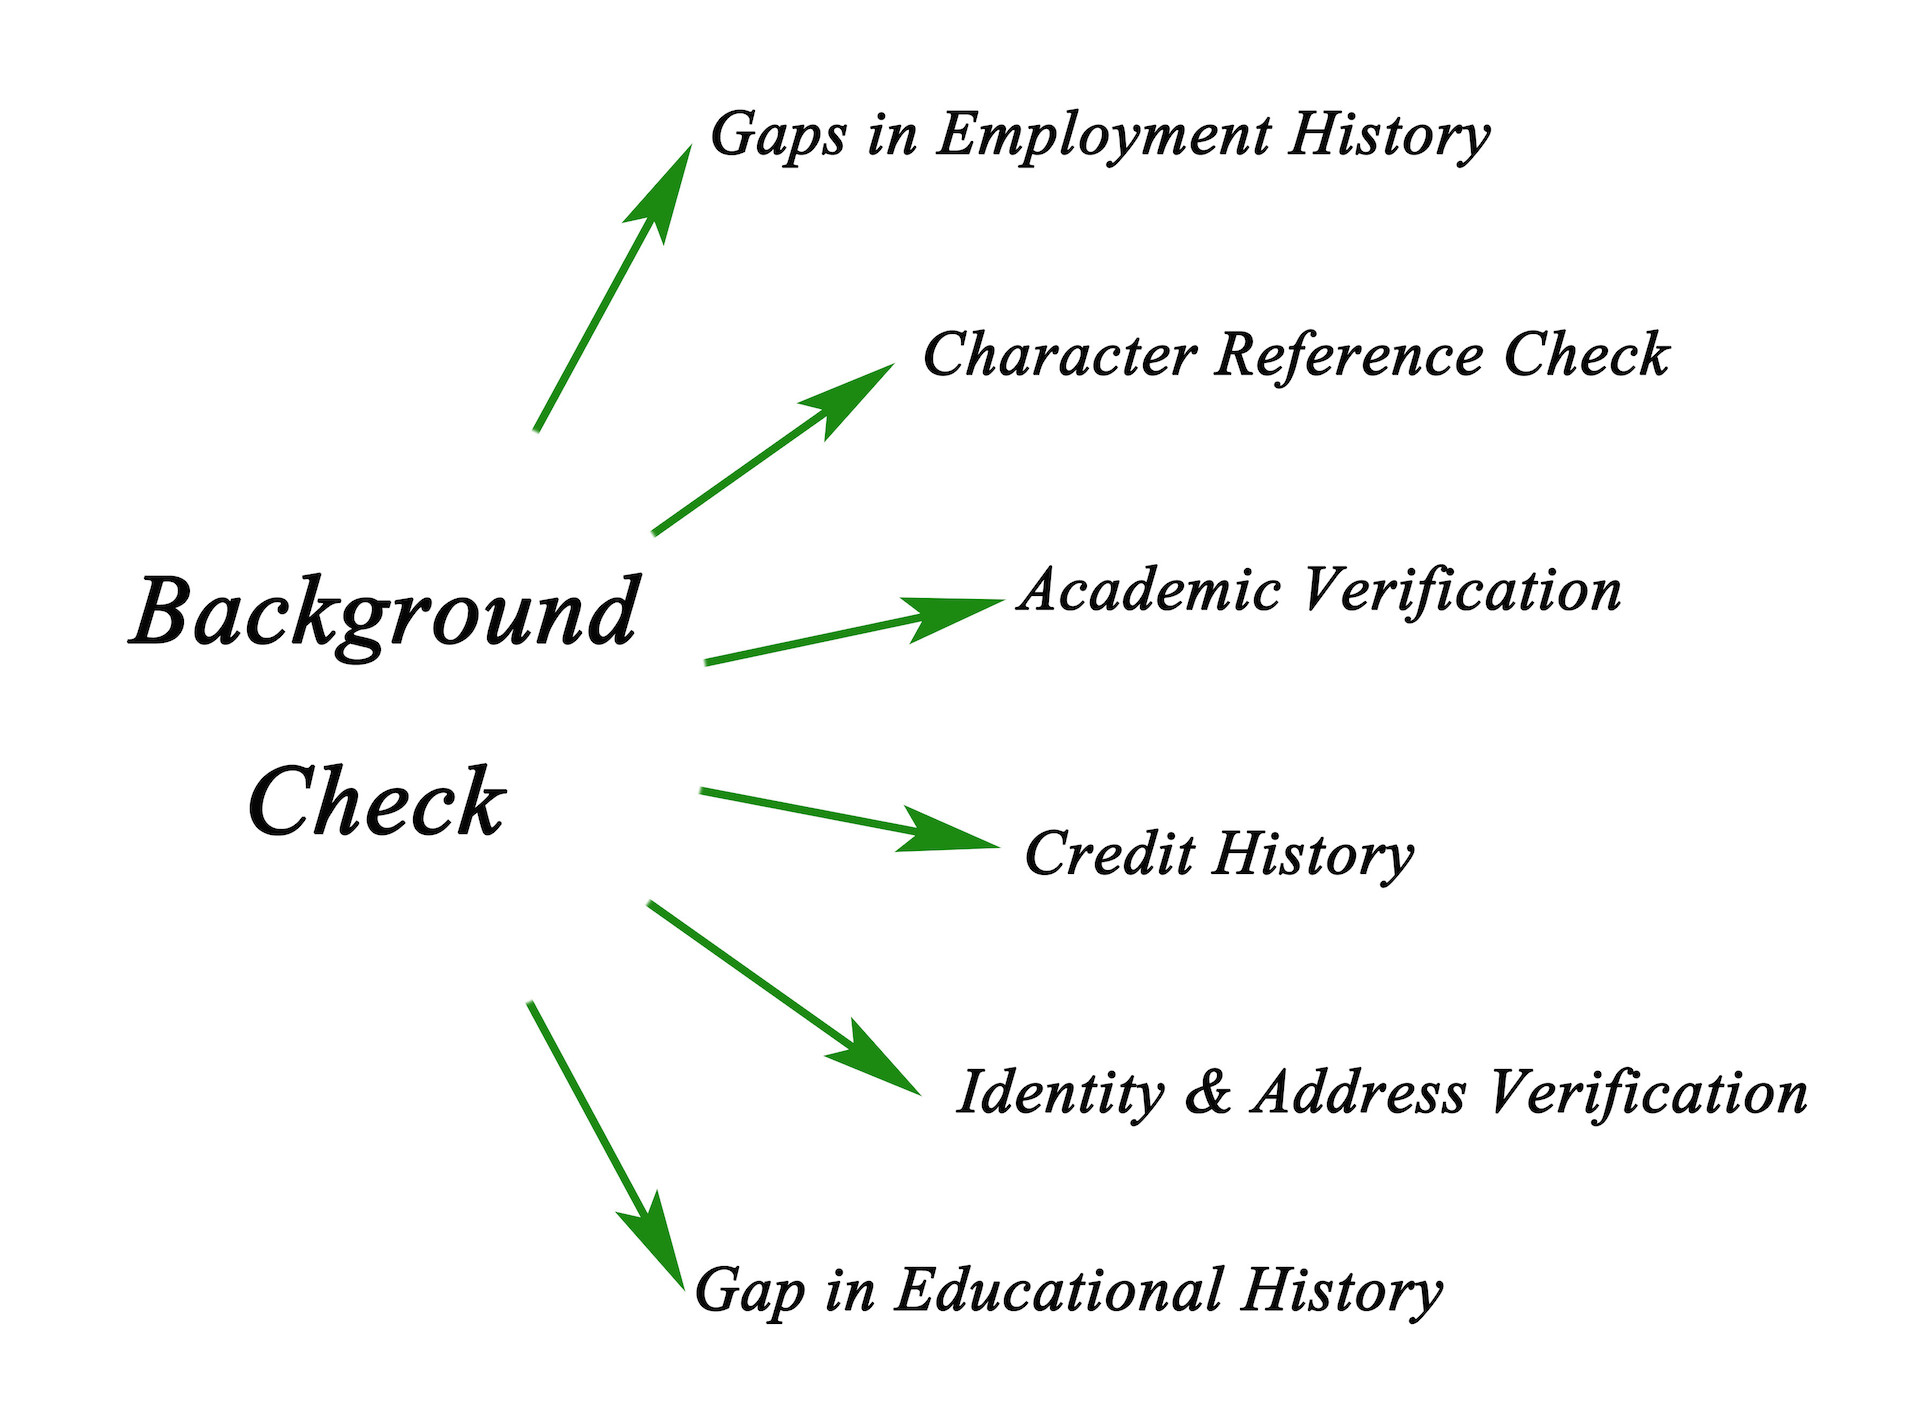 Gaps in Employment History
Character Reference Check
Academic Verification
Background
Check
Credit History
Identity & Address Verification
Gap in Educational History